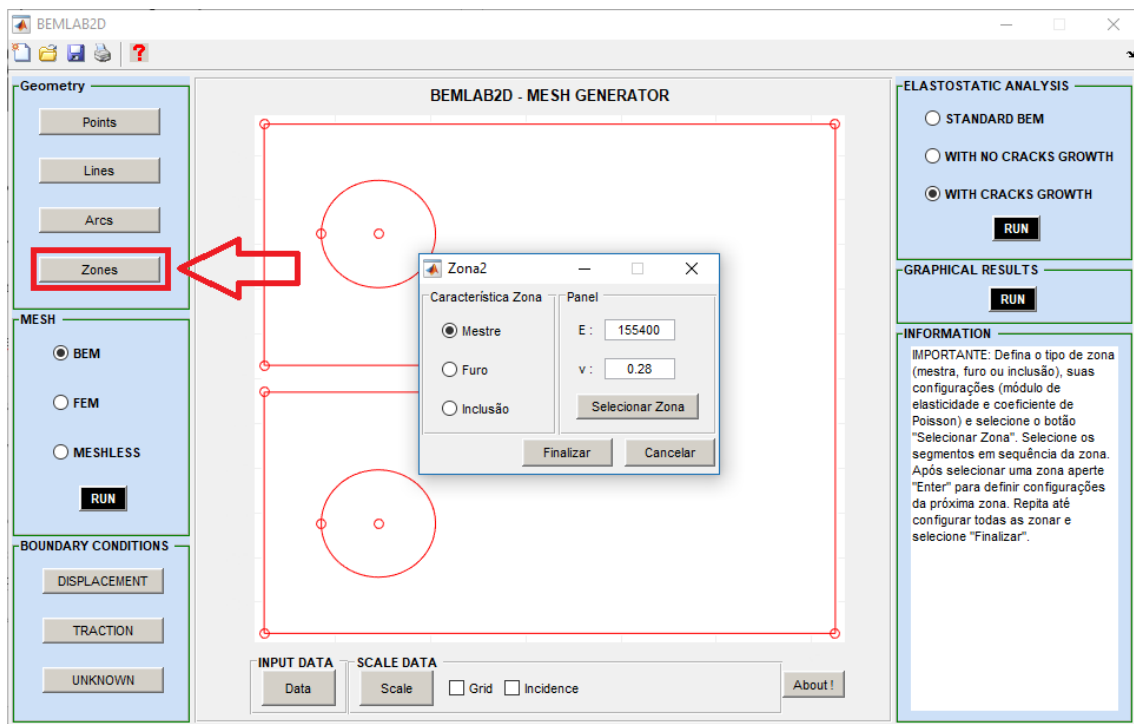 BEMLAB2D
?
Geometry
Points
Lines
Arcs
Zones
MESH
BEM
FEM
MESHLESS
RUN
BOUNDARY CONDITIONS
DISPLACEMENT
TRACTION
UNKNOWN
BEMLAB2D - MESH GENERATOR
Zona2
Característica Zona
Mestre
Furo
Inclusão
Panel
E : 155400
v : 0.28
Selecionar Zona
Finalizar Cancelar
INPUT DATA
Data
SCALE DATA
Scale Grid Incidence
About !
ELASTOSTATIC ANALYSIS
STANDARD BEM
WITH NO CRACKS GROWTH
WITH CRACKS GROWTH
RUN
GRAPHICAL RESULTS
RUN
INFORMATION
IMPORTANTE: Defina o tipo de zona
(mestra, furo ou inclusão), suas
configurações (módulo de
elasticidade e coeficiente de
Poisson) e selecione o botão
"Selecionar Zona". Selecione os
segmentos em sequência da zona.
Após selecionar uma zona aperte
"Enter" para definir configurações
da próxima zona. Repita até
configurar todas as zonar e
selecione "Finalizar".